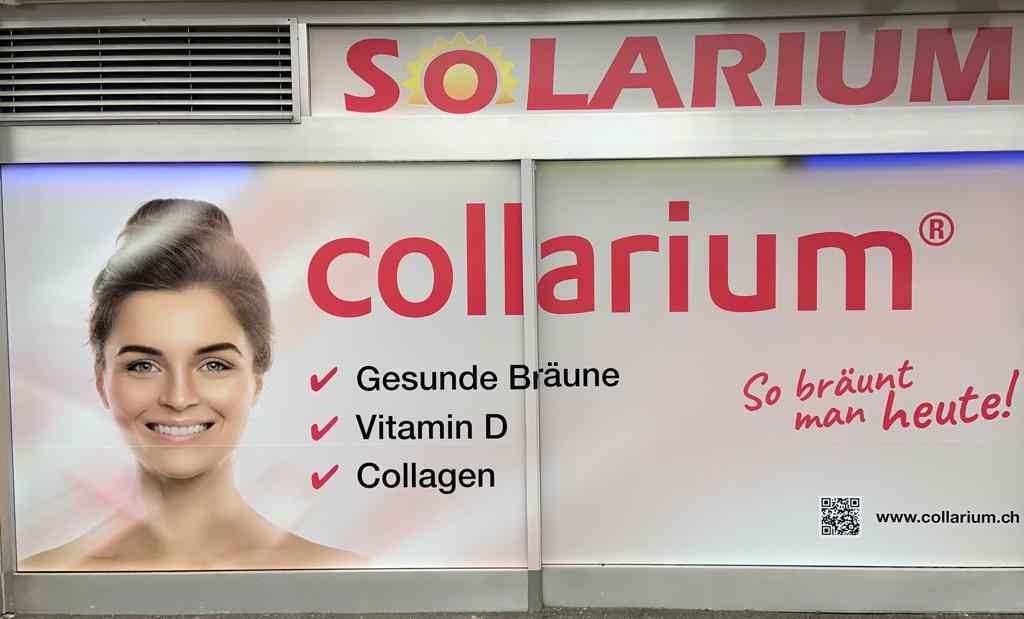 SOLARIUM
collarium®
✓ Gesunde Bräune
✓ Vitamin D
✓ Collagen
So bräunt
man heute!
www.collarium.ch